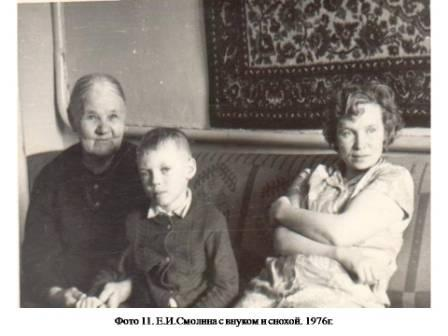 Фото 11. Е.И.Смолина с внуком и снохой. 1976г.